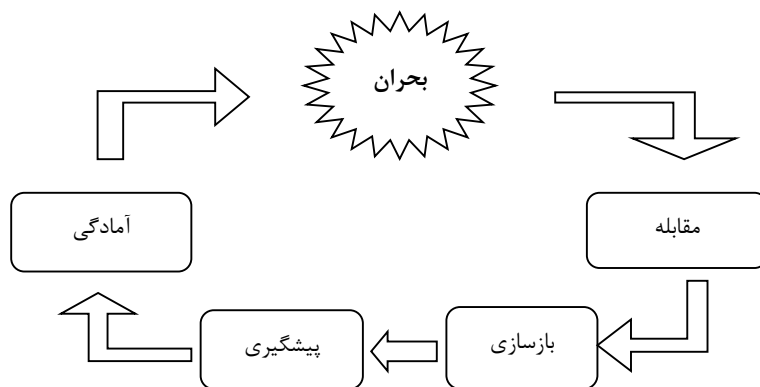 بحران
مقابله
بازسازی
پیشگیری
آمادگی